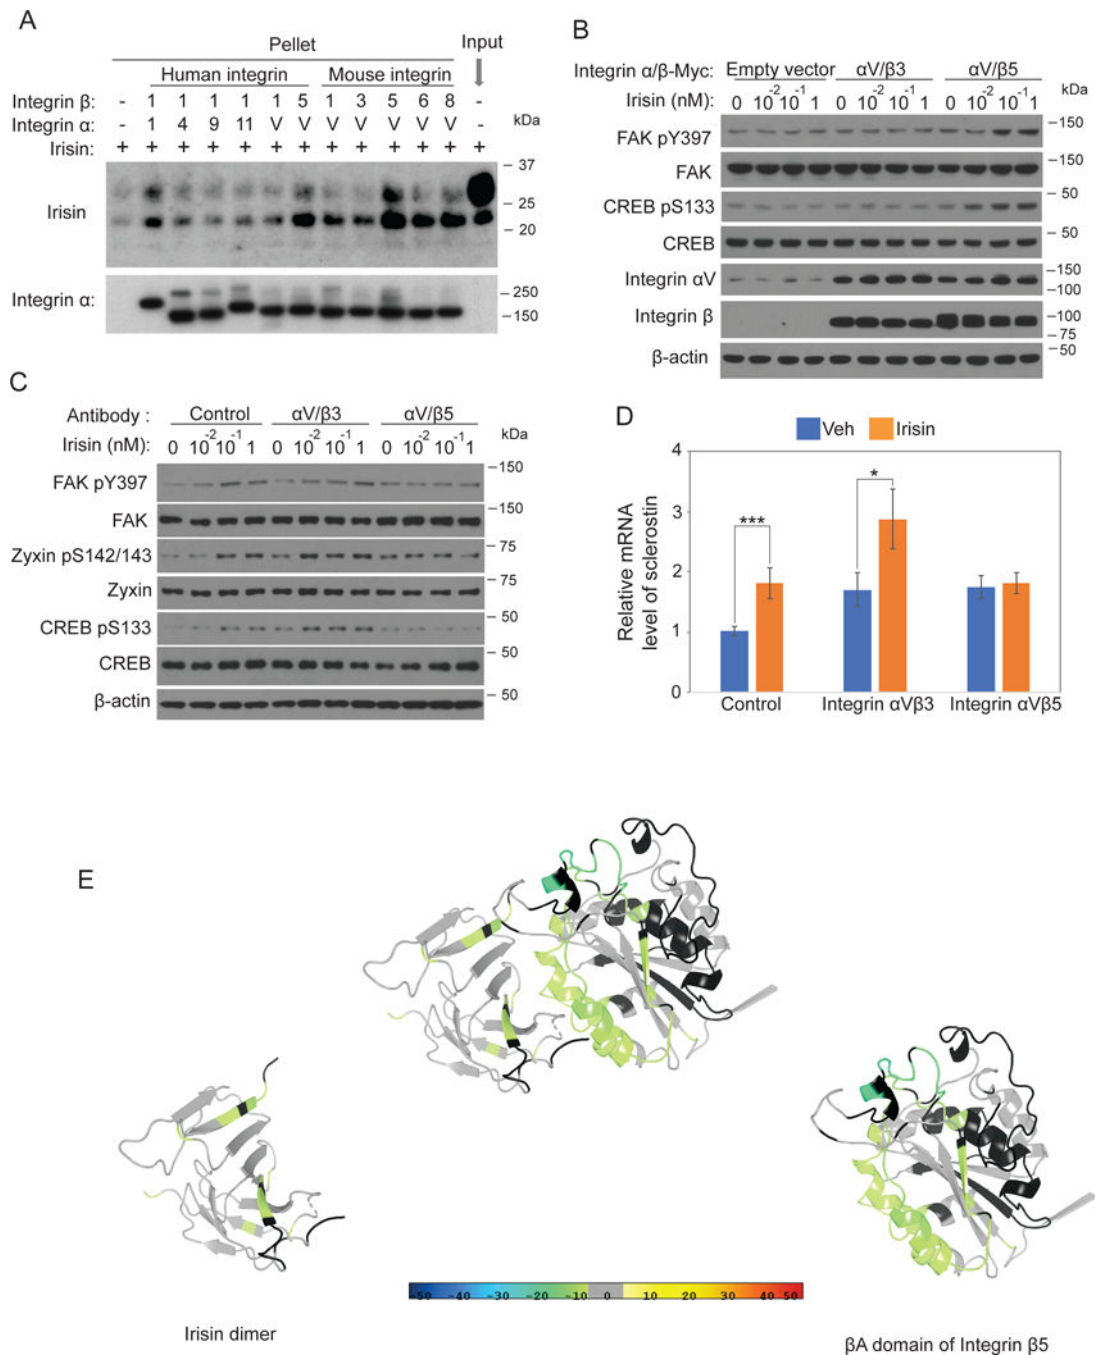 A
Pellet
Input
Human integrin Mouse integrin
Integrin β: - 1 1 1 1 1 5 1 3 5 6 8 -
Integrin α: - 1 4 9 11 V V V V V V V -
kDa
Irisin: + + + + + + + + + + + + +
37
Irisin
25
20
Integrin α:
250
150
B
Integrin α/β-Myc: Empty vector αV/β3 αV/β5
Irisin (nM): 0 10-2 10-1 1 0 10-2 10-1 1 0 10-2 10-1 1
kDa
FAK pY397
150
FAK
150
CREB pS133
50
CREB
50
Integrin αV
150
100
Integrin β
100
75
β-actin
50
C
Antibody : Control αV/β3 αV/β5
Irisin (nM): 0 10-2 10-1 1 0 10-2 10-1 1 0 10-2 10-1 1
kDa
FAK pY397
150
FAK
150
Zyxin pS142/143
75
Zyxin
75
CREB pS133
50
CREB
50
β-actin
50
D
Veh Irisin
Relative mRNA
level of sclerostin
4
3
2
1
0
***
*
Control Integrin αVβ3 Integrin αVβ5
E
-50 -40 -30 -20 -10 0 10 20 30 40 50
Irisin dimer
βA domain of Integrin β5